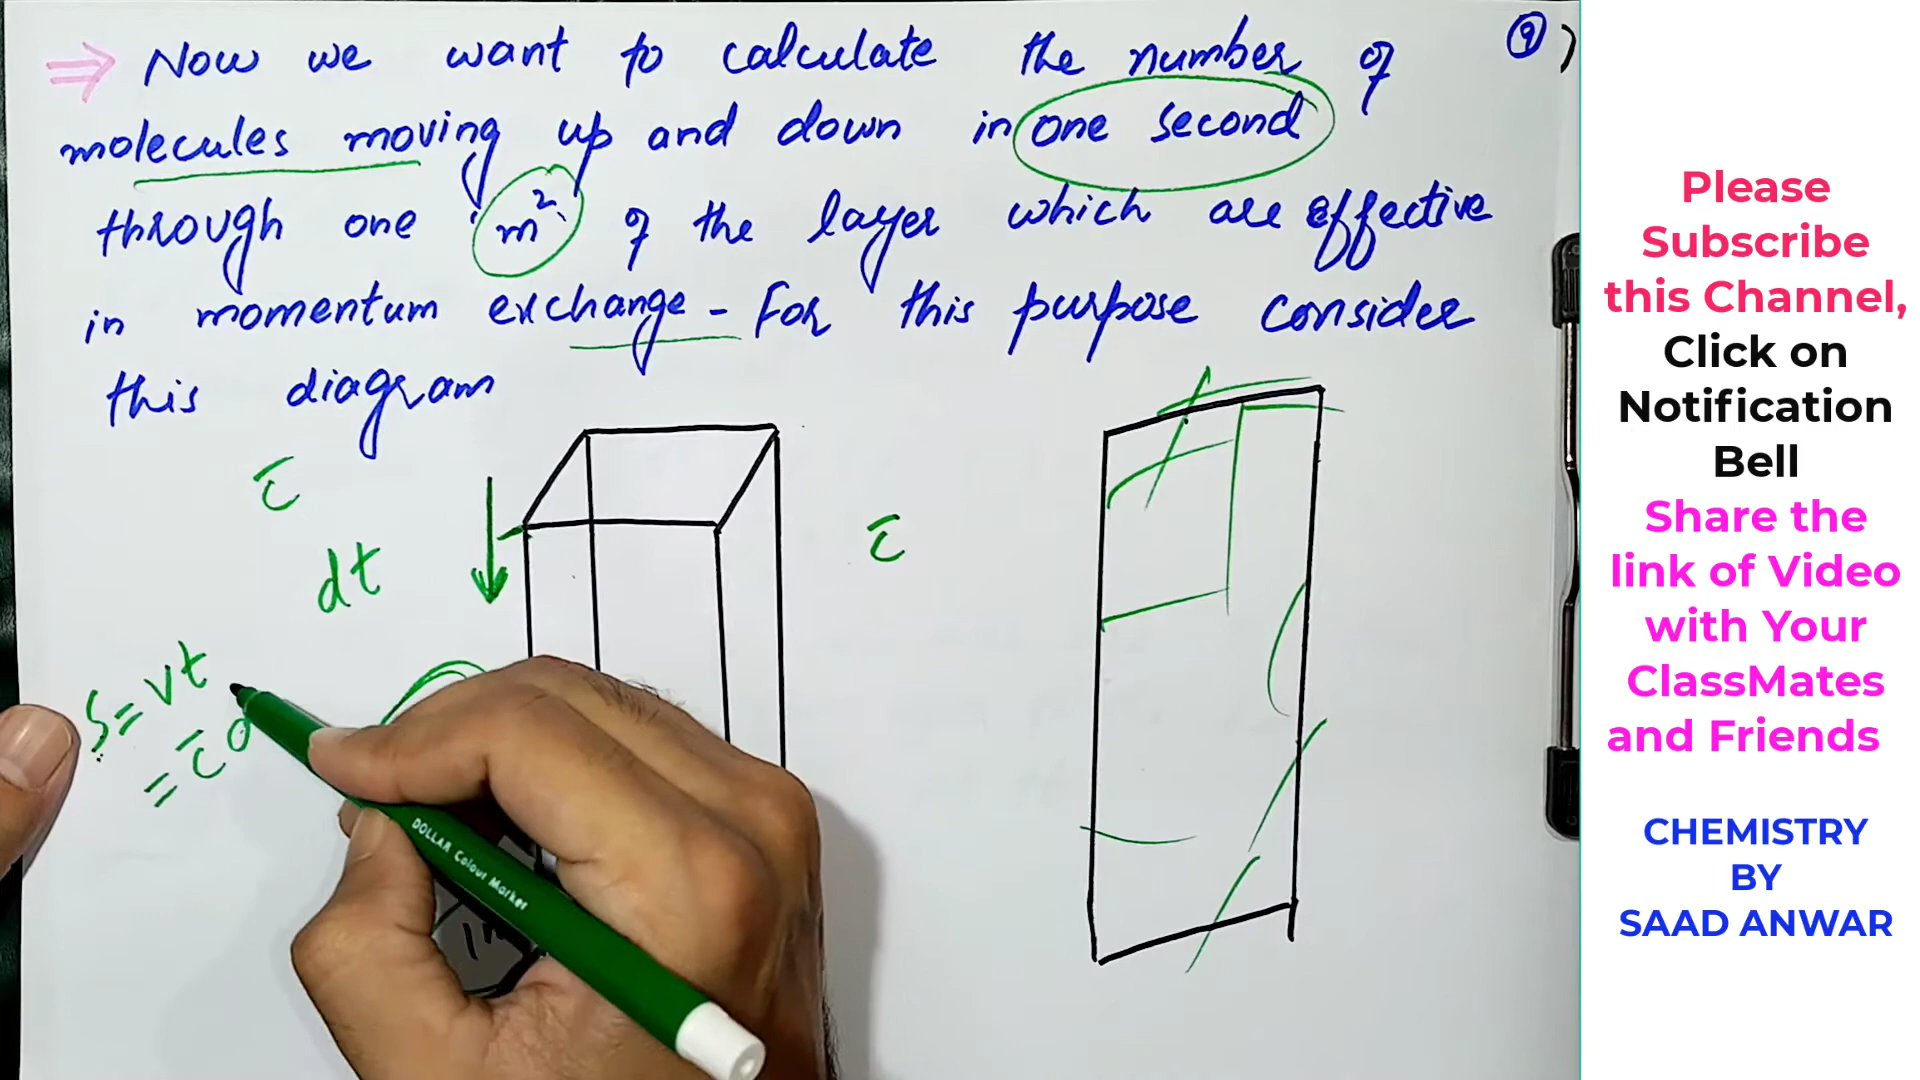 ⇒ Now we want to calculate the number of
molecules moving up and down in one second
through one m² of the layer which are effective
in momentum exchange - For this purpose consider
this diagram
9
c̄
dt
c̄
S = vt
= c̄ d
1m
DOLLAR Colour Marker
Please
Subscribe
this Channel,
Click on
Notification
Bell
Share the
link of Video
with Your
ClassMates
and Friends
CHEMISTRY
BY
SAAD ANWAR